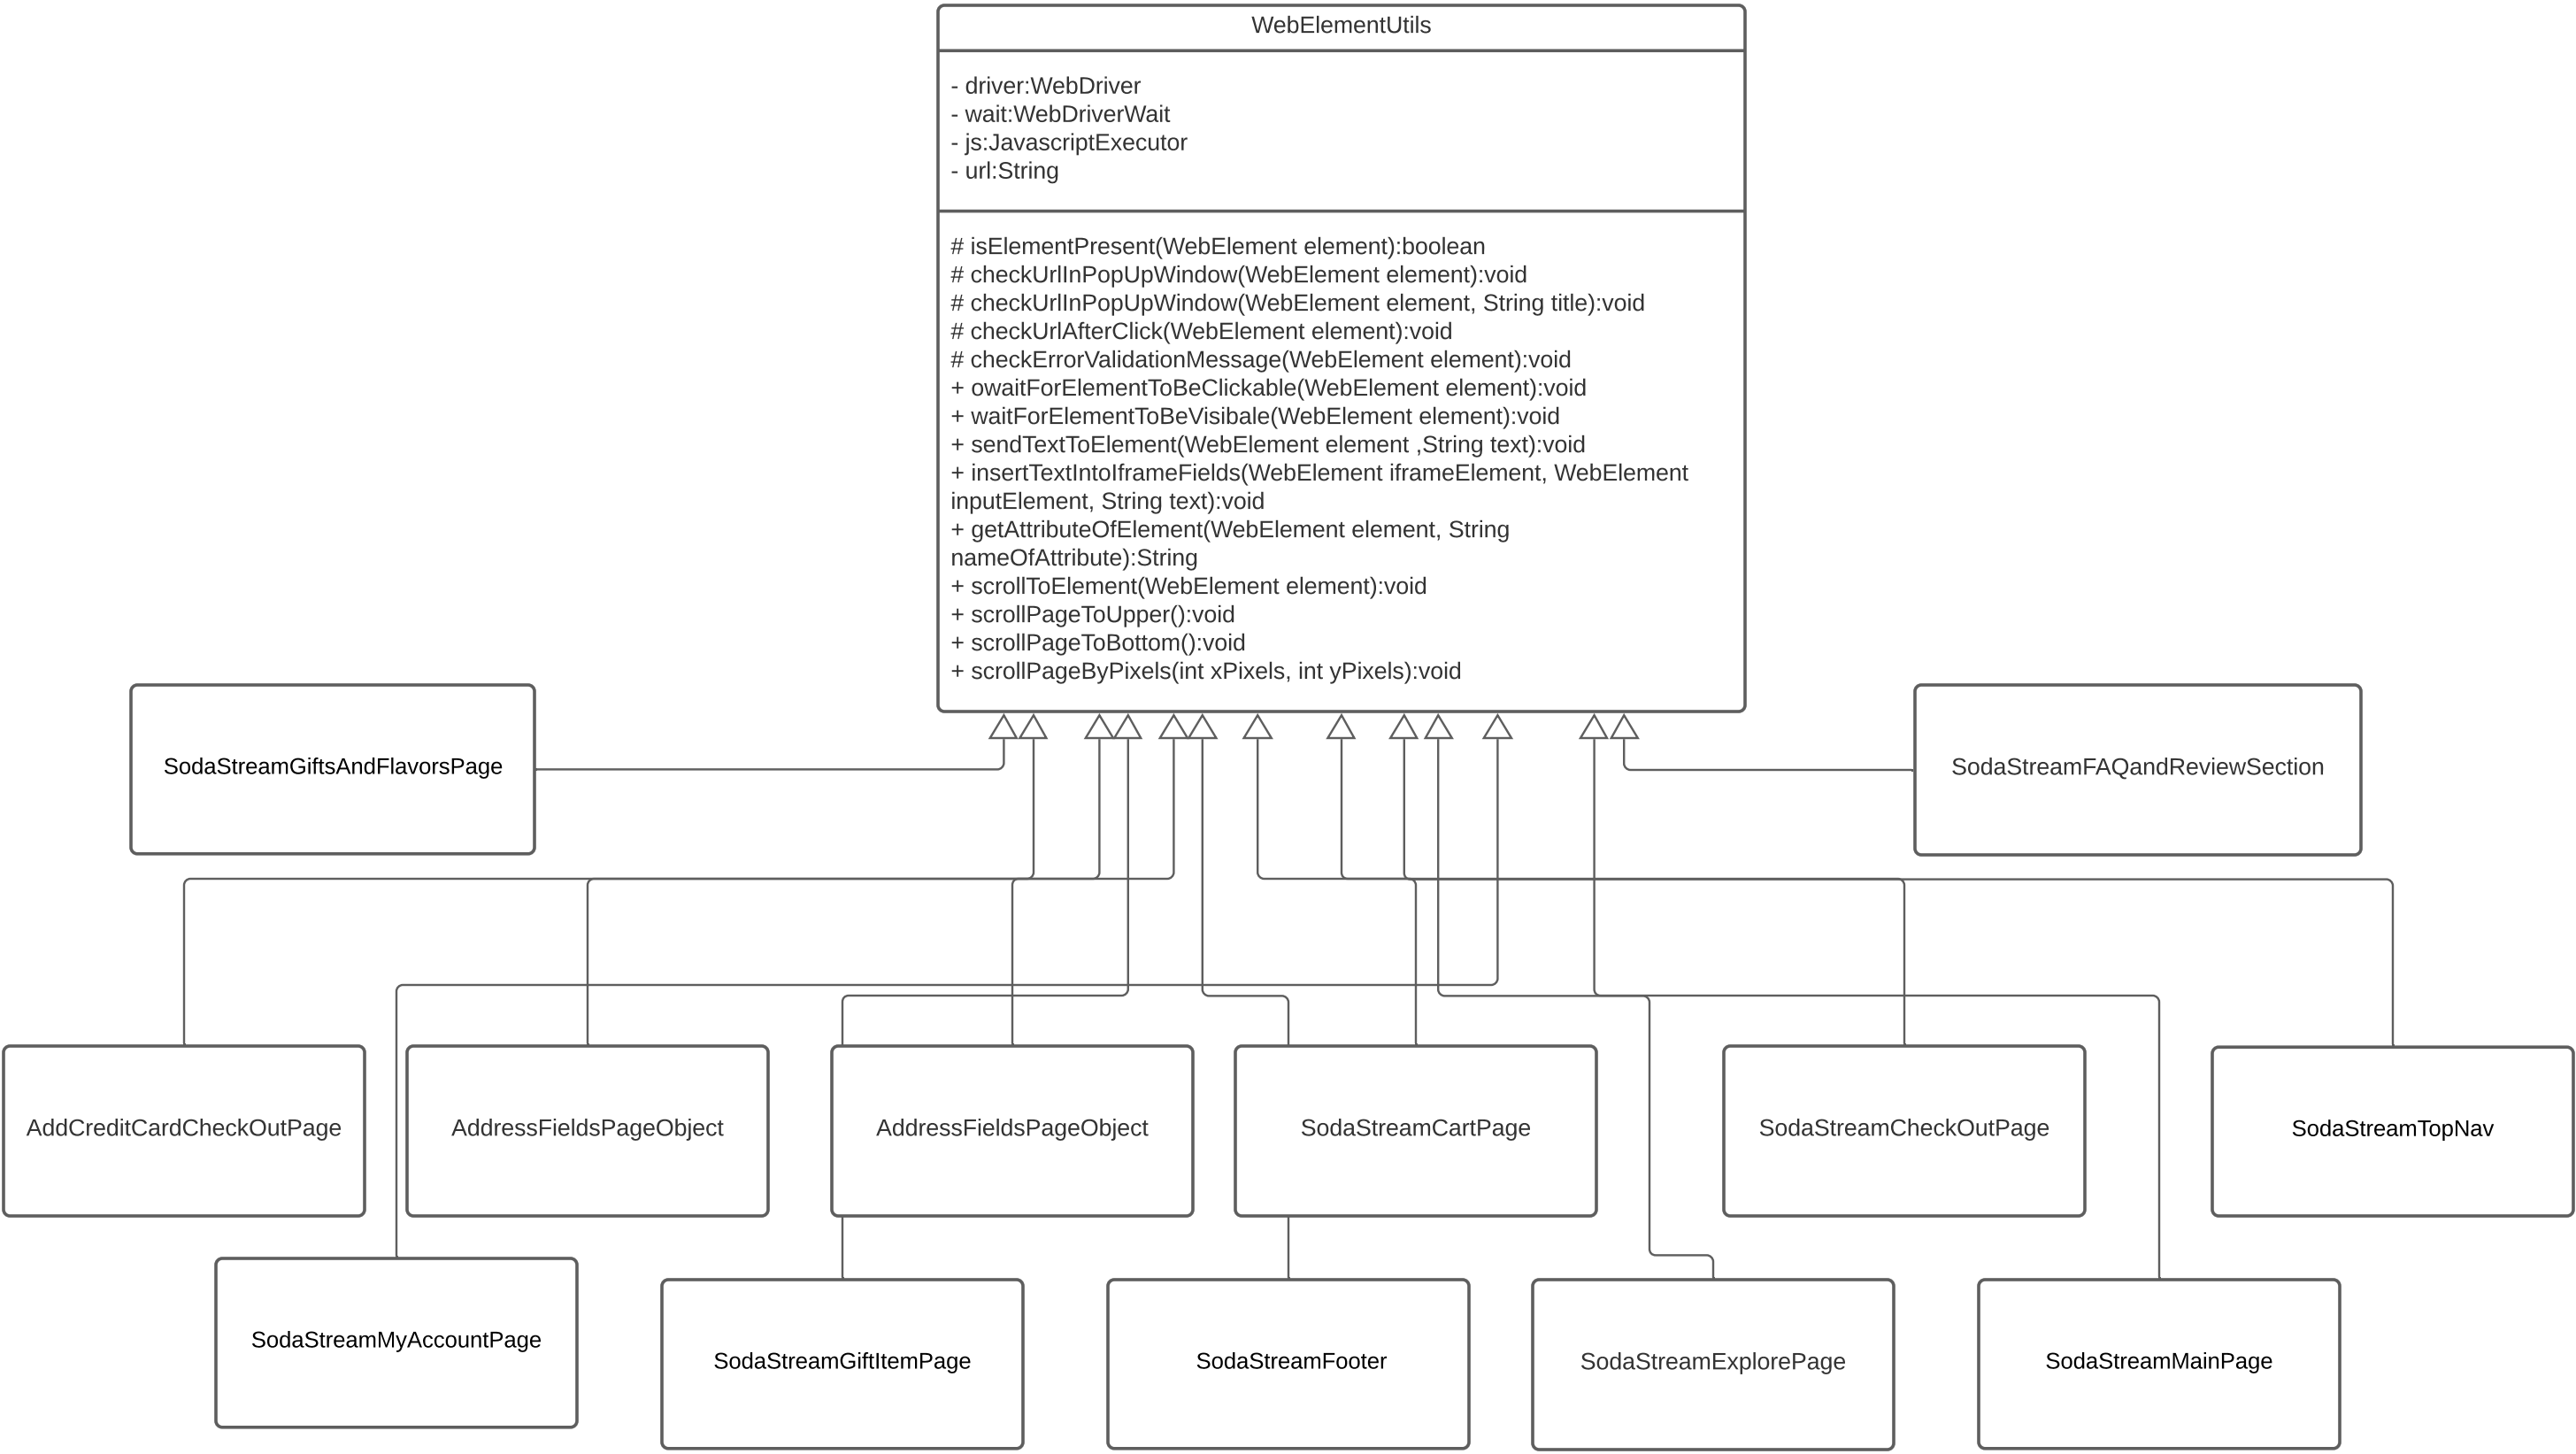 WebElementUtils
- driver:WebDriver
- wait:WebDriverWait
- js:JavascriptExecutor
- url:String
# isElementPresent(WebElement element):boolean
# checkUrlInPopUpWindow(WebElement element):void
# checkUrlInPopUpWindow(WebElement element, String title):void
# checkUrlAfterClick(WebElement element):void
# checkErrorValidationMessage(WebElement element):void
+ owaitForElementToBeClickable(WebElement element):void
+ waitForElementToBeVisibale(WebElement element):void
+ sendTextToElement(WebElement element ,String text):void
+ insertTextIntoIframeFields(WebElement iframeElement, WebElement
inputElement, String text):void
+ getAttributeOfElement(WebElement element, String
nameOfAttribute):String
+ scrollToElement(WebElement element):void
+ scrollPageToUpper():void
+ scrollPageToBottom():void
+ scrollPageByPixels(int xPixels, int yPixels):void
SodaStreamGiftsAndFlavorsPage
SodaStreamFAQandReviewSection
AddCreditCardCheckOutPage
AddressFieldsPageObject
AddressFieldsPageObject
SodaStreamCartPage
SodaStreamCheckOutPage
SodaStreamTopNav
SodaStreamMyAccountPage
SodaStreamGiftItemPage
SodaStreamFooter
SodaStreamExplorePage
SodaStreamMainPage